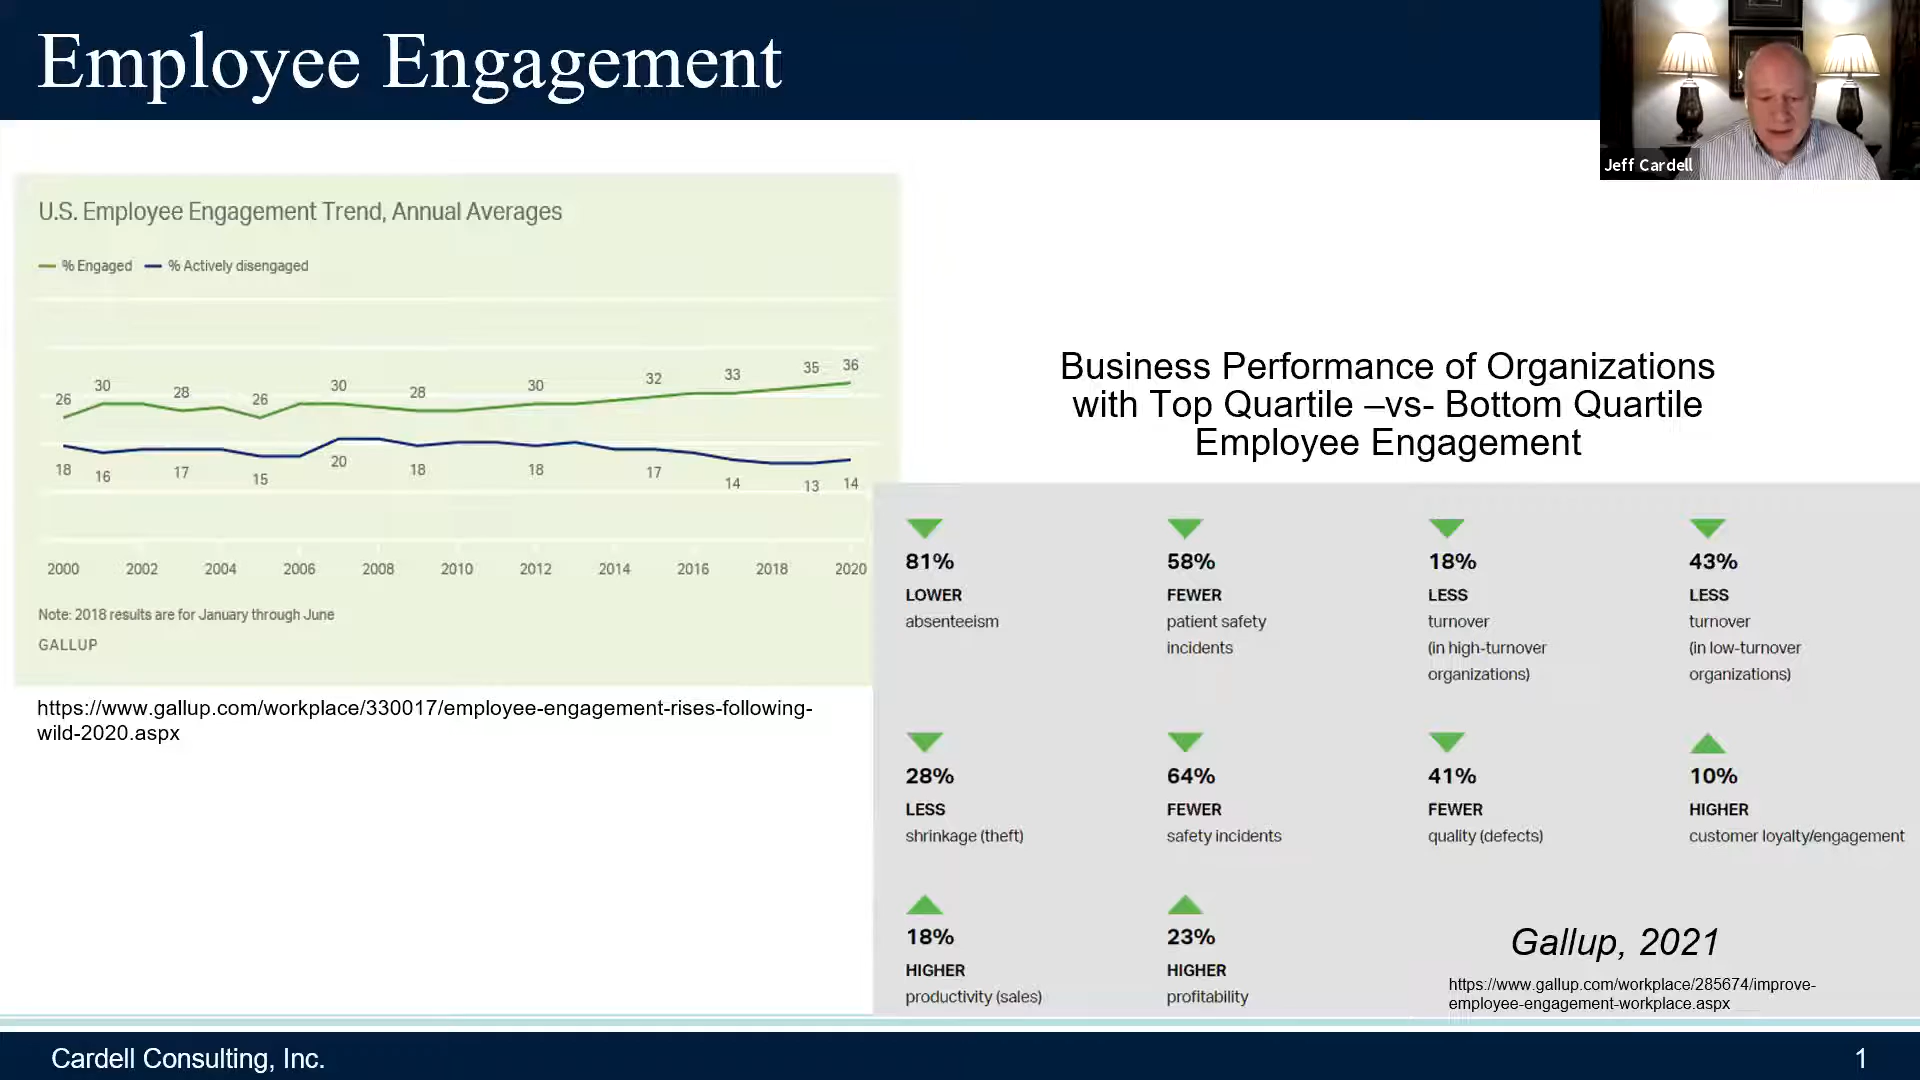 Employee Engagement
Jeff Cardell
U.S. Employee Engagement Trend, Annual Averages
% Engaged % Actively disengaged
26 30 28 26 30 28 30 32 33 35 36
18 16 17 15 20 18 18 17 14 13 14
2000 2002 2004 2006 2008 2010 2012 2014 2016 2018 2020
Note: 2018 results are for January through June
GALLUP
https://www.gallup.com/workplace/330017/employee-engagement-rises-following-
wild-2020.aspx
Business Performance of Organizations
with Top Quartile –vs- Bottom Quartile
Employee Engagement
81%
LOWER
absenteeism
58%
FEWER
patient safety
incidents
18%
LESS
turnover
(in high-turnover
organizations)
43%
LESS
turnover
(in low-turnover
organizations)
28%
LESS
shrinkage (theft)
64%
FEWER
safety incidents
41%
FEWER
quality (defects)
10%
HIGHER
customer loyalty/engagement
18%
HIGHER
productivity (sales)
23%
HIGHER
profitability
Gallup, 2021
https://www.gallup.com/workplace/285674/improve-
employee-engagement-workplace.aspx
Cardell Consulting, Inc.
1